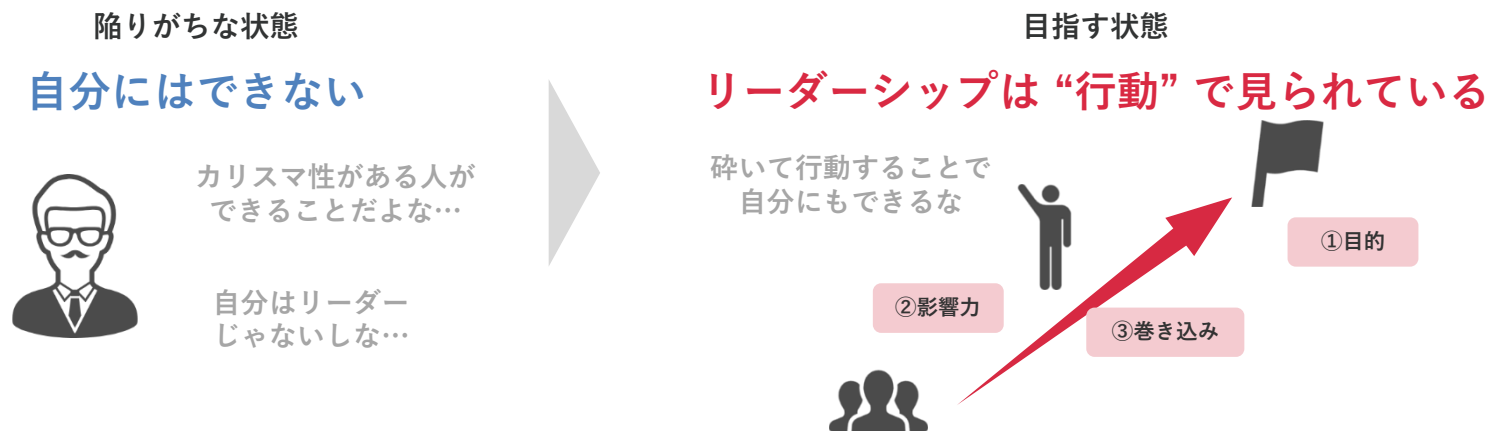 陥りがちな状態
自分にはできない
カリスマ性がある人が
できることだよな…
自分はリーダー
じゃないしな…
目指す状態
リーダーシップは “行動” で見られている
砕いて行動することで
自分にもできるな
①目的
②影響力
③巻き込み